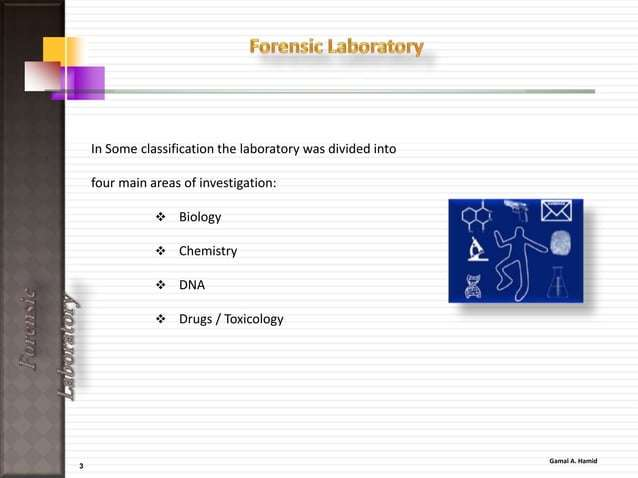 Forensic Laboratory
In Some classification the laboratory was divided into
four main areas of investigation:
❖ Biology
❖ Chemistry
❖ DNA
❖ Drugs / Toxicology
Forensic
Laboratory
Gamal A. Hamid
3